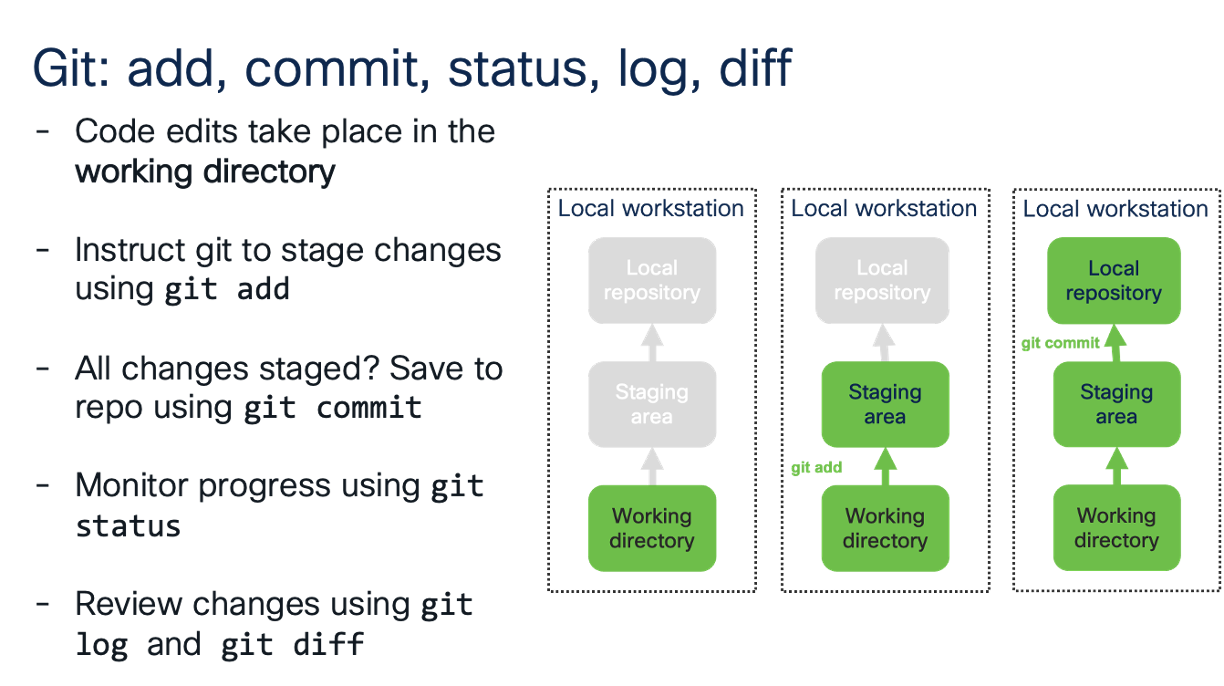 Git: add, commit, status, log, diff
- Code edits take place in the
working directory
- Instruct git to stage changes
using git add
- All changes staged? Save to
repo using git commit
- Monitor progress using git
status
- Review changes using git
log and git diff
Local workstation
Local
repository
Staging
area
Working
directory
Local workstation
Local
repository
Staging
area
git add
Working
directory
Local workstation
Local
repository
git commit
Staging
area
Working
directory